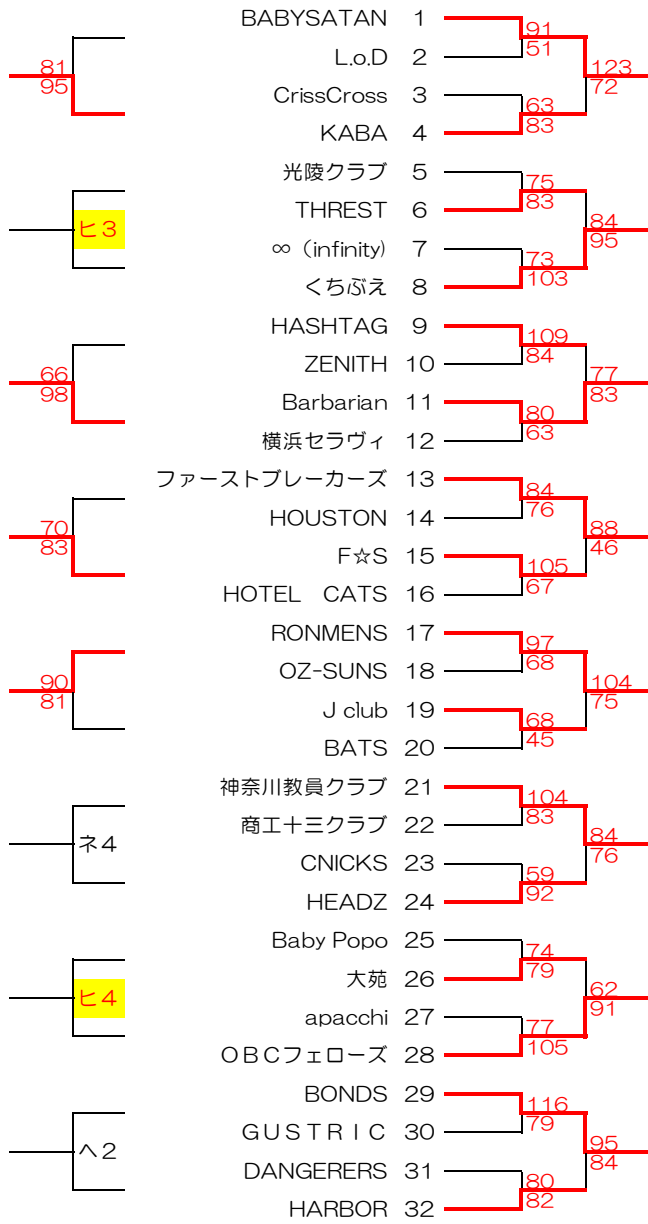 BABYSATAN 1
91
51
L.o.D 2
81
95
123
72
CrissCross 3
63
83
KABA 4
光陵クラブ 5
75
83
THREST 6
ヒ3
84
95
∞（infinity) 7
73
103
くちぶえ 8
HASHTAG 9
109
84
ZENITH 10
66
98
77
83
Barbarian 11
80
63
横浜セラヴィ 12
ファーストブレーカーズ 13
84
76
HOUSTON 14
70
83
88
46
F☆S 15
105
67
HOTEL　CATS 16
RONMENS 17
97
68
OZ-SUNS 18
90
81
104
75
J club 19
68
45
BATS 20
神奈川教員クラブ 21
104
83
商工十三クラブ 22
ネ4
84
76
CNICKS 23
59
92
HEADZ 24
Baby Popo 25
74
79
大苑 26
ヒ4
62
91
apacchi 27
77
105
ＯＢＣフェローズ 28
BONDS 29
116
79
ＧＵＳＴＲＩＣ 30
ヘ2
95
84
DANGERERS 31
80
82
HARBOR 32